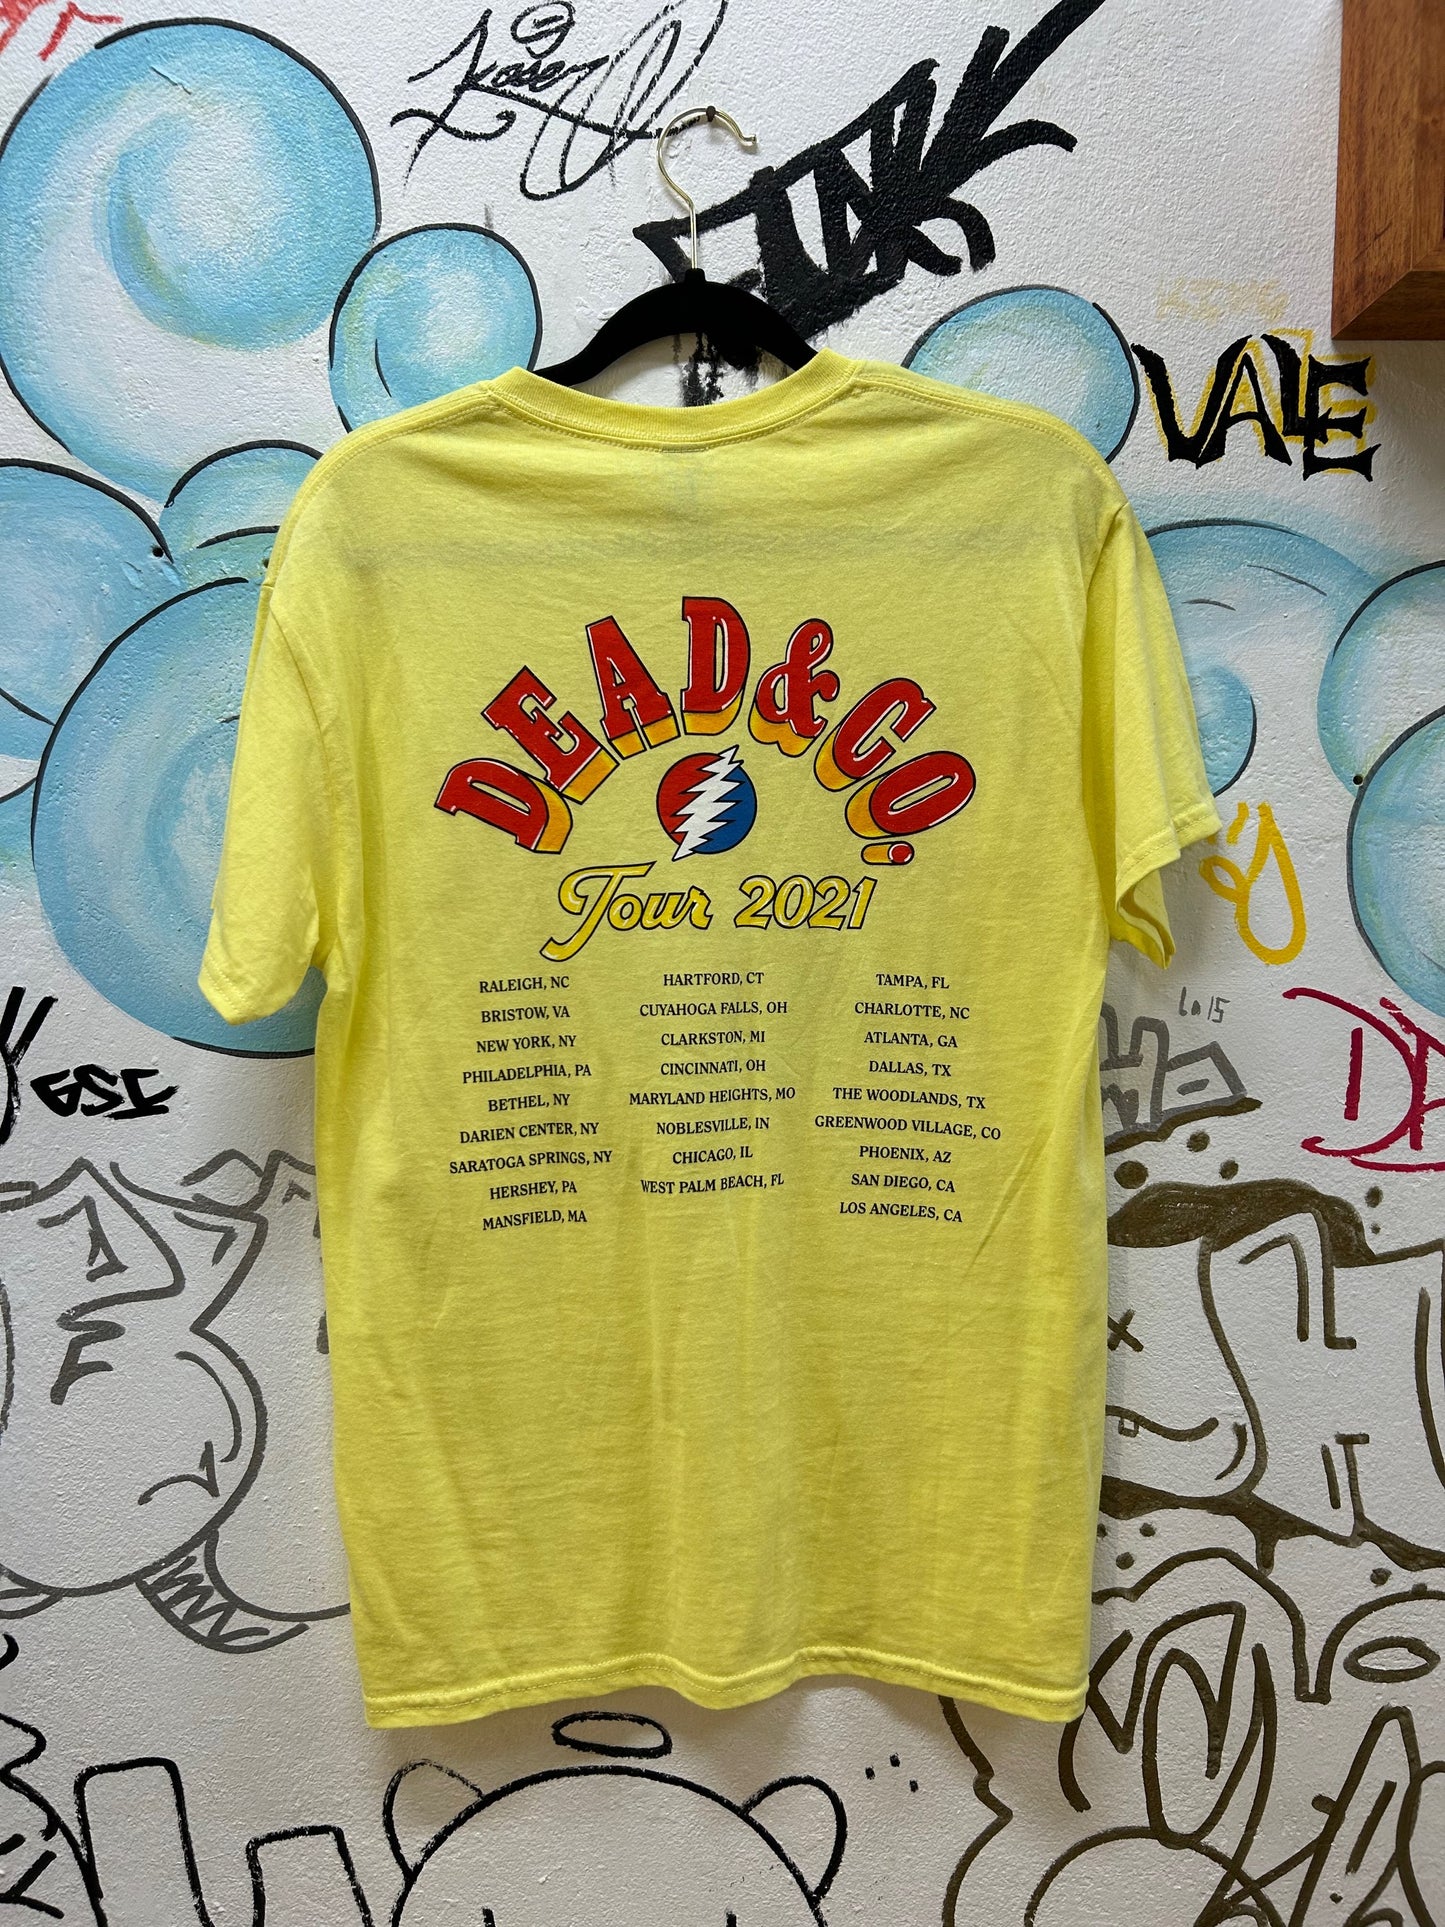 VALE
DEAD & CO.
Tour 2021
RALEIGH, NC
BRISTOW, VA
NEW YORK, NY
PHILADELPHIA, PA
BETHEL, NY
DARIEN CENTER, NY
SARATOGA SPRINGS, NY
HERSHEY, PA
MANSFIELD, MA
HARTFORD, CT
CUYAHOGA FALLS, OH
CLARKSTON, MI
CINCINNATI, OH
MARYLAND HEIGHTS, MO
NOBLESVILLE, IN
CHICAGO, IL
WEST PALM BEACH, FL
TAMPA, FL
CHARLOTTE, NC
ATLANTA, GA
DALLAS, TX
THE WOODLANDS, TX
GREENWOOD VILLAGE, CO
PHOENIX, AZ
SAN DIEGO, CA
LOS ANGELES, CA